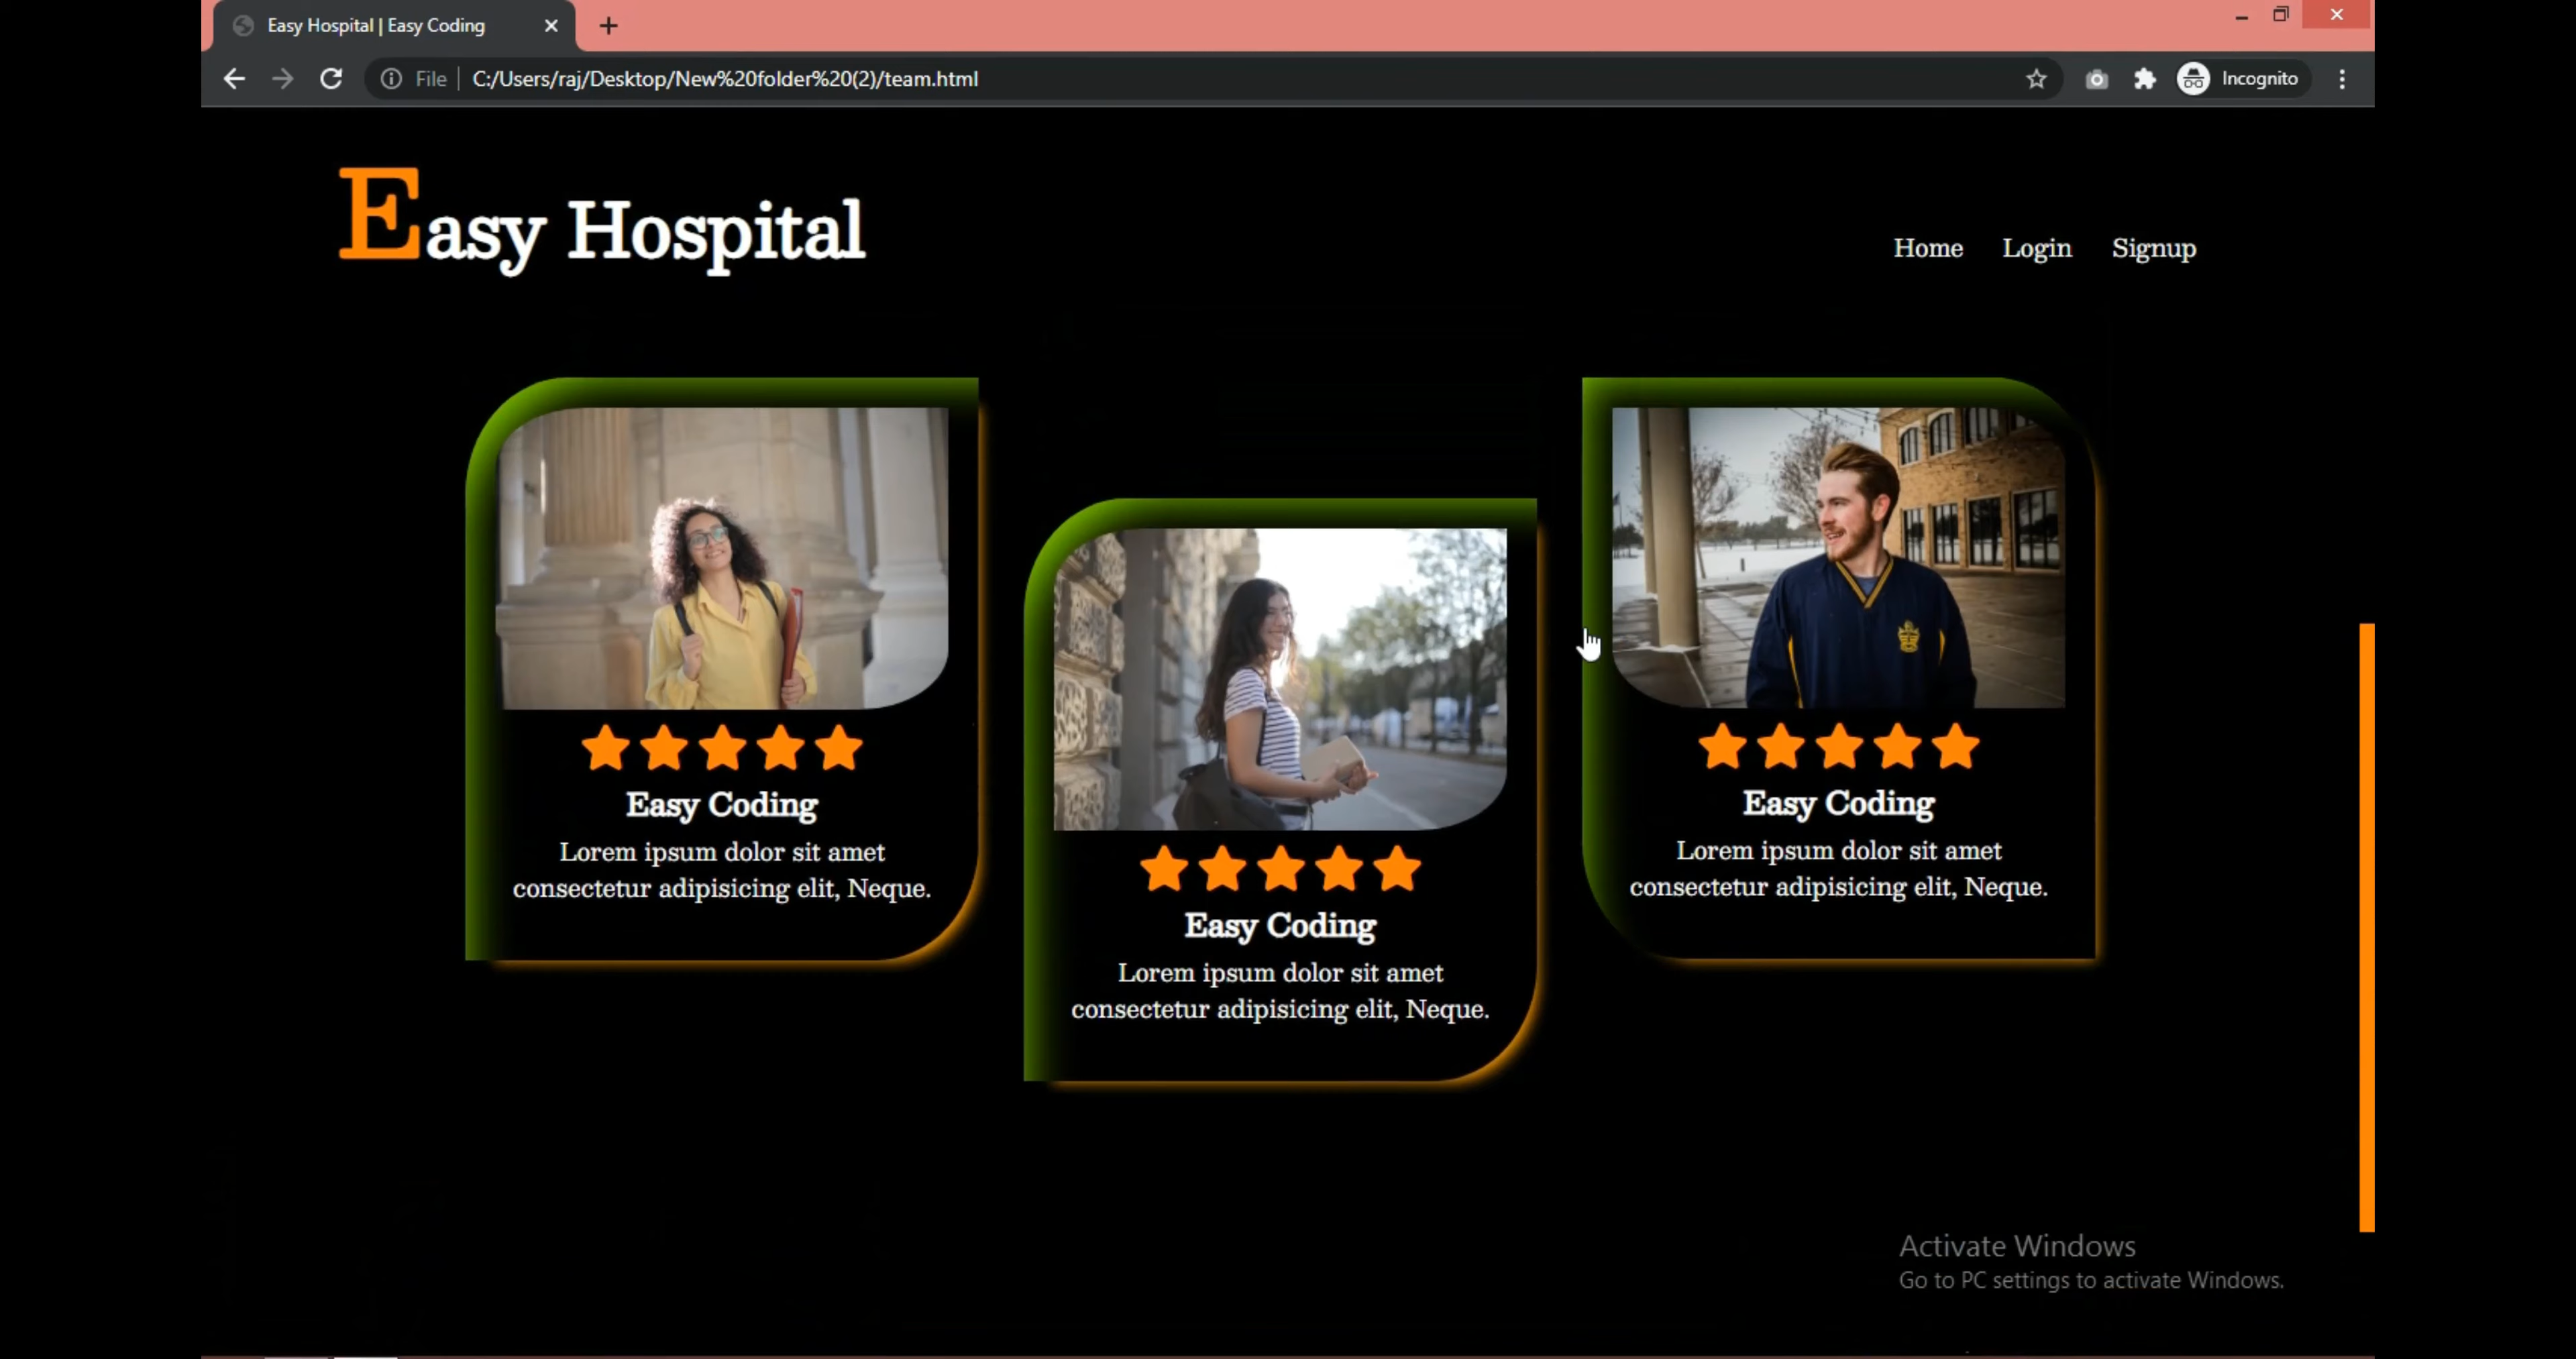 Easy Hospital | Easy Coding
File
C:/Users/raj/Desktop/New%20folder%20(2)/team.html
Incognito
Easy Hospital
Home
Login
Signup
Easy Coding
Lorem ipsum dolor sit amet
consectetur adipisicing elit, Neque.
Easy Coding
Lorem ipsum dolor sit amet
consectetur adipisicing elit, Neque.
Easy Coding
Lorem ipsum dolor sit amet
consectetur adipisicing elit, Neque.
Activate Windows
Go to PC settings to activate Windows.